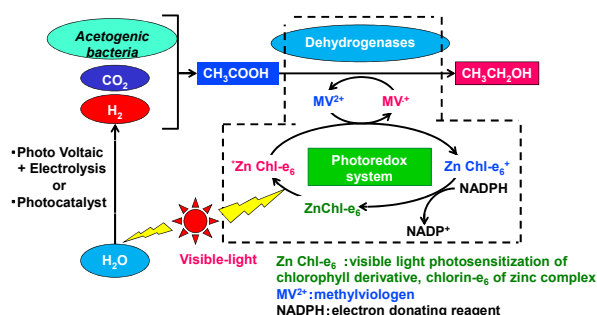 Acetogenic
bacteria
CO2
H2
CH3COOH
Dehydrogenases
CH3CH2OH
MV2+
MV·+
*Zn Chl-e6
Photoredox
system
Zn Chl-e6+
NADPH
ZnChl-e6
NADP+
・Photo Voltaic
+ Electrolysis
or
・Photocatalyst
H2O
Visible-light
Zn Chl-e6 :visible light photosensitization of
chlorophyll derivative, chlorin-e6 of zinc complex
MV2+:methylviologen
NADPH:electron donating reagent